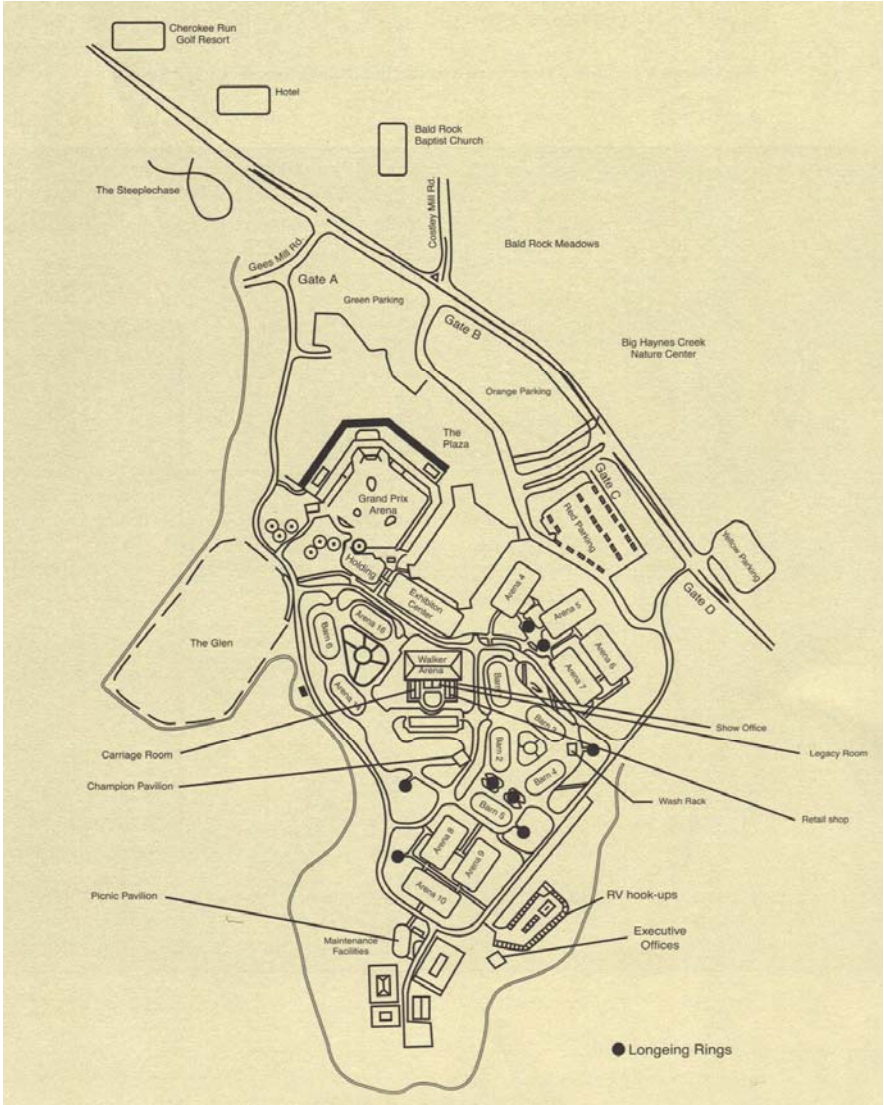 Cherokee Run
Golf Resort
Hotel
Bald Rock
Baptist Church
The Steeplechase
Costley Mill Rd.
Bald Rock Meadows
Gees Mill Rd.
Gate A
Green Parking
Gate B
Big Haynes Creek
Nature Center
Orange Parking
The
Plaza
Gate C
Grand Prix
Arena
Red Parking
Yellow Parking
Holding
Exhibition
Center
Arena 4
Arena 5
Gate D
Arena 16
Barn 6
The Glen
Walker
Arena
Arena 6
Arena 7
Barn
Arena
Barn
Show Office
Carriage Room
Legacy Room
Barn 2
Barn 4
Champion Pavilion
Wash Rack
Barn 5
Retail shop
Arena 8
Arena 9
Arena 10
Picnic Pavilion
RV hook-ups
Maintenance
Facilities
Executive
Offices
Longeing Rings